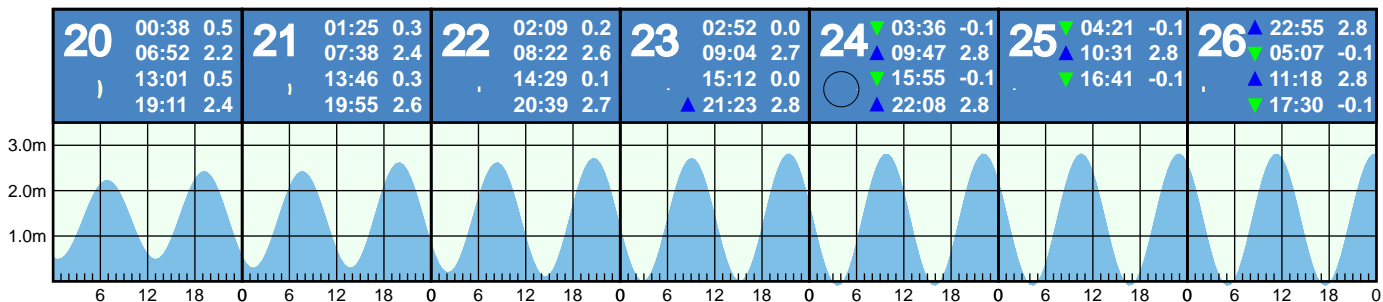 20
00:38 0.5
06:52 2.2
13:01 0.5
19:11 2.4
21
01:25 0.3
07:38 2.4
13:46 0.3
19:55 2.6
22
02:09 0.2
08:22 2.6
14:29 0.1
20:39 2.7
23
02:52 0.0
09:04 2.7
15:12 0.0
▲ 21:23 2.8
24
▼ 03:36 -0.1
▲ 09:47 2.8
▼ 15:55 -0.1
▲ 22:08 2.8
25
▼ 04:21 -0.1
▲ 10:31 2.8
▼ 16:41 -0.1
26
▲ 22:55 2.8
▼ 05:07 -0.1
▲ 11:18 2.8
▼ 17:30 -0.1
3.0m
2.0m
1.0m
6 12 18 0 6 12 18 0 6 12 18 0 6 12 18 0 6 12 18 0 6 12 18 0 6 12 18 0